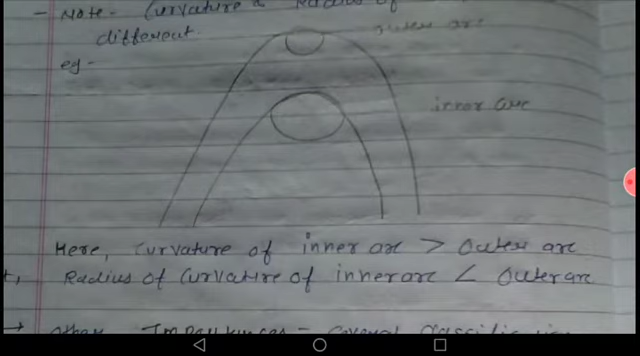 - Note - Curvature & Radius of
different.
eg -
outer arc
inner arc
Here, curvature of inner arc > outer arc
Radius of curvature of inner arc < outer arc
→ other